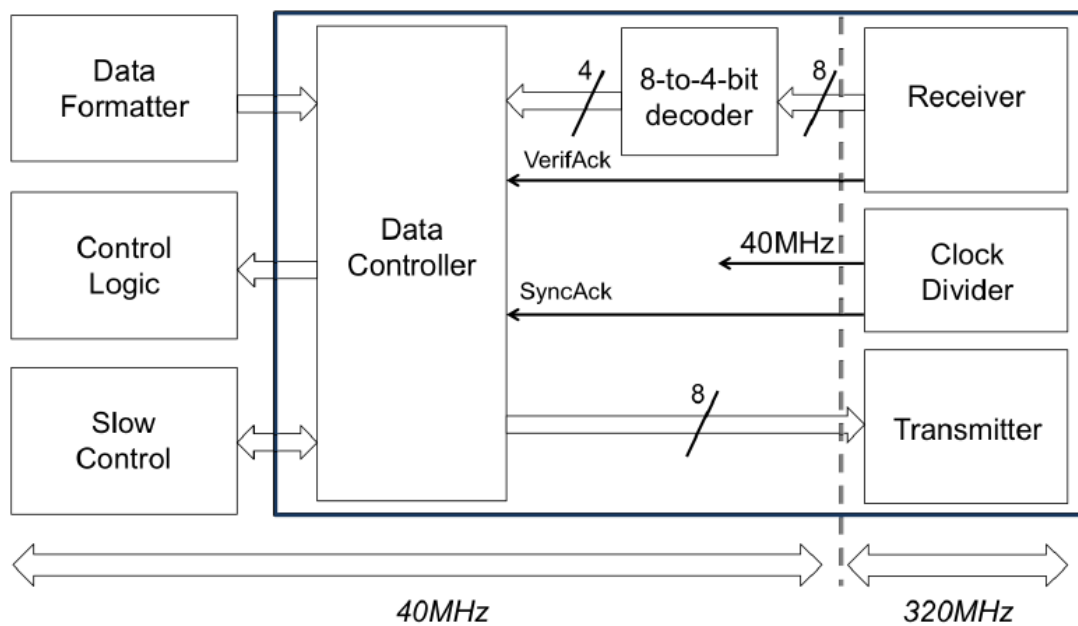 Data
Formatter
Control
Logic
Slow
Control
Data
Controller
4
8-to-4-bit
decoder
8
Receiver
VerifAck
40MHz
Clock
Divider
SyncAck
8
Transmitter
40MHz
320MHz